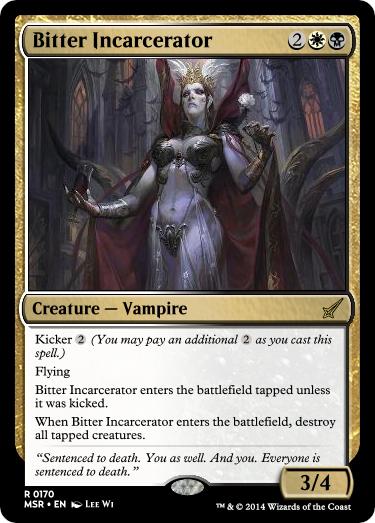 Bitter Incarcerator 2
Creature — Vampire
Kicker 2 (You may pay an additional 2 as you cast this
spell.)
Flying
Bitter Incarcerator enters the battlefield tapped unless
it was kicked.
When Bitter Incarcerator enters the battlefield, destroy
all tapped creatures.
“Sentenced to death. You as well. And you. Everyone is
sentenced to death.”
3/4
R 0170
MSR • EN Lee Wi
™ & © 2014 Wizards of the Coast